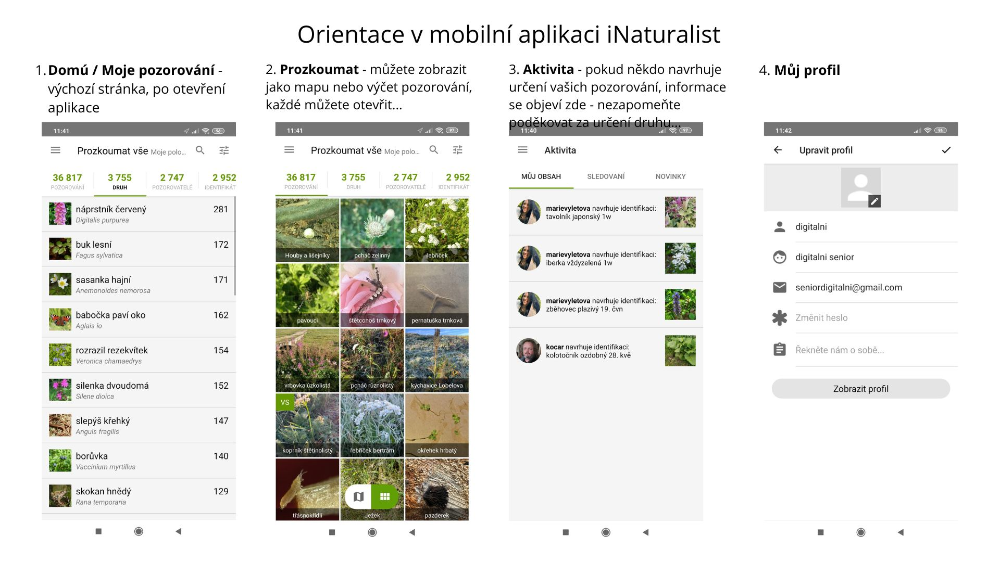 Orientace v mobilní aplikaci iNaturalist
1. Domú / Moje pozorování -
výchozí stránka, po otevření
aplikace
11:41
96
Prozkoumat vše Moje polo...
36 817
3 755
2 747
2 952
POZOROVÁNÍ
DRUH
POZOROVATELÉ
IDENTIFIKÁT
náprstník červený
281
Digitalis purpurea
buk lesní
172
Fagus sylvatica
sasanka hajní
171
Anemonoides nemorosa
babočka paví oko
162
Aglais io
rozrazil rezekvítek
154
Veronica chamaedrys
silenka dvoudomá
152
Silene dioica
slepýš křehký
147
Anguis fragilis
borůvka
140
Vaccinium myrtillus
skokan hnědý
129
Rana temporaria
2. Prozkoumat - můžete zobrazit
jako mapu nebo výčet pozorování,
každé můžete otevřit...
11:41
97
Prozkoumat vše Moje polo...
36 817
3 755
2 747
2 952
POZOROVÁNÍ
DRUH
POZOROVATELÉ
IDENTIFIKÁT
Houby a lišejníky
pcháč zelinný
řebříček
pavouci
štětconoš trnkový
pernatuška trnková
vrbovka úzkolistá
pcháč různolistý
kýchavice Lobelova
VS
koprník štětinolistý
řebříček bertrám
okřehek hrbatý
třásnokřídlí
Ježek
pazderek
3. Aktivita - pokud někdo navrhuje
určení vašich pozorování, informace
se objeví zde - nezapomeňte
poděkovat za určení druhu...
11:40
97
Aktivita
MŮJ OBSAH
SLEDOVANÍ
NOVINKY
marievyletova navrhuje identifikaci:
tavolník japonský 1w
marievyletova navrhuje identifikaci:
iberka vždyzelená 1w
marievyletova navrhuje identifikaci:
zběhovec plazivý 19. čvn
kocar navrhuje identifikaci:
kolotočník ozdobný 28. kvě
4. Můj profil
11:42
96
Upravit profil
digitalni
digitalni senior
seniordigitalni@gmail.com
Změnit heslo
Řekněte nám o sobě...
Zobrazit profil